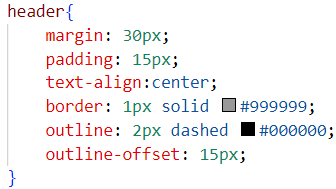 header{
    margin: 30px;
    padding: 15px;
    text-align:center;
    border: 1px solid #999999;
    outline: 2px dashed #000000;
    outline-offset: 15px;
}